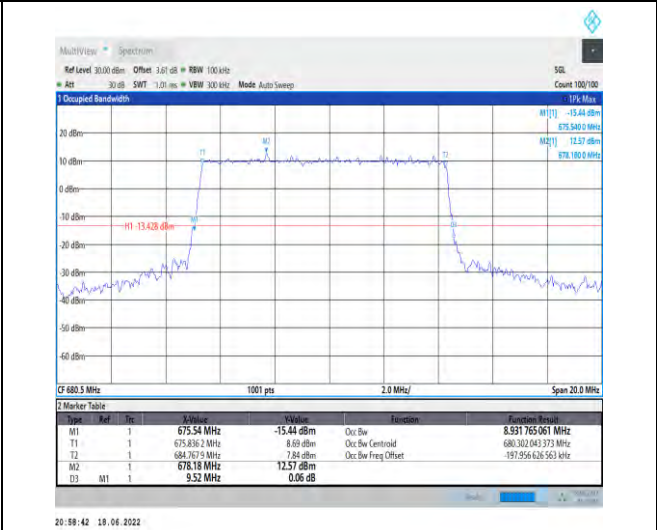 MultiView Spectrum
Ref Level 30.00 dBm Offset 3.61 dB RBW 100 kHz SGL
Att 30 dB SWT 1.01 ms VBW 300 kHz Mode Auto Sweep Count 100/100
1 Occupied Bandwidth 1Pk Max
M1[1] -15.44 dBm
675.540 0 MHz
M2[1] 12.57 dBm
678.180 0 MHz
20 dBm
M2
T1 T2
10 dBm
0 dBm
-10 dBm
H1 -13.428 dBm
M1 D3
-20 dBm
-30 dBm
-40 dBm
-50 dBm
-60 dBm
CF 680.5 MHz 1001 pts 2.0 MHz/ Span 20.0 MHz
2 Marker Table
Type Ref Trc X-Value Y-Value Function Function Result
M1 1 675.54 MHz -15.44 dBm Occ Bw 8.931 765 061 MHz
T1 1 675.836 2 MHz 8.69 dBm Occ Bw Centroid 680.302 043 373 MHz
T2 1 684.767 9 MHz 7.84 dBm Occ Bw Freq Offset -197.956 626 563 kHz
M2 1 678.18 MHz 12.57 dBm
D3 M1 1 9.52 MHz 0.06 dB
20:58:42 18.06.2022